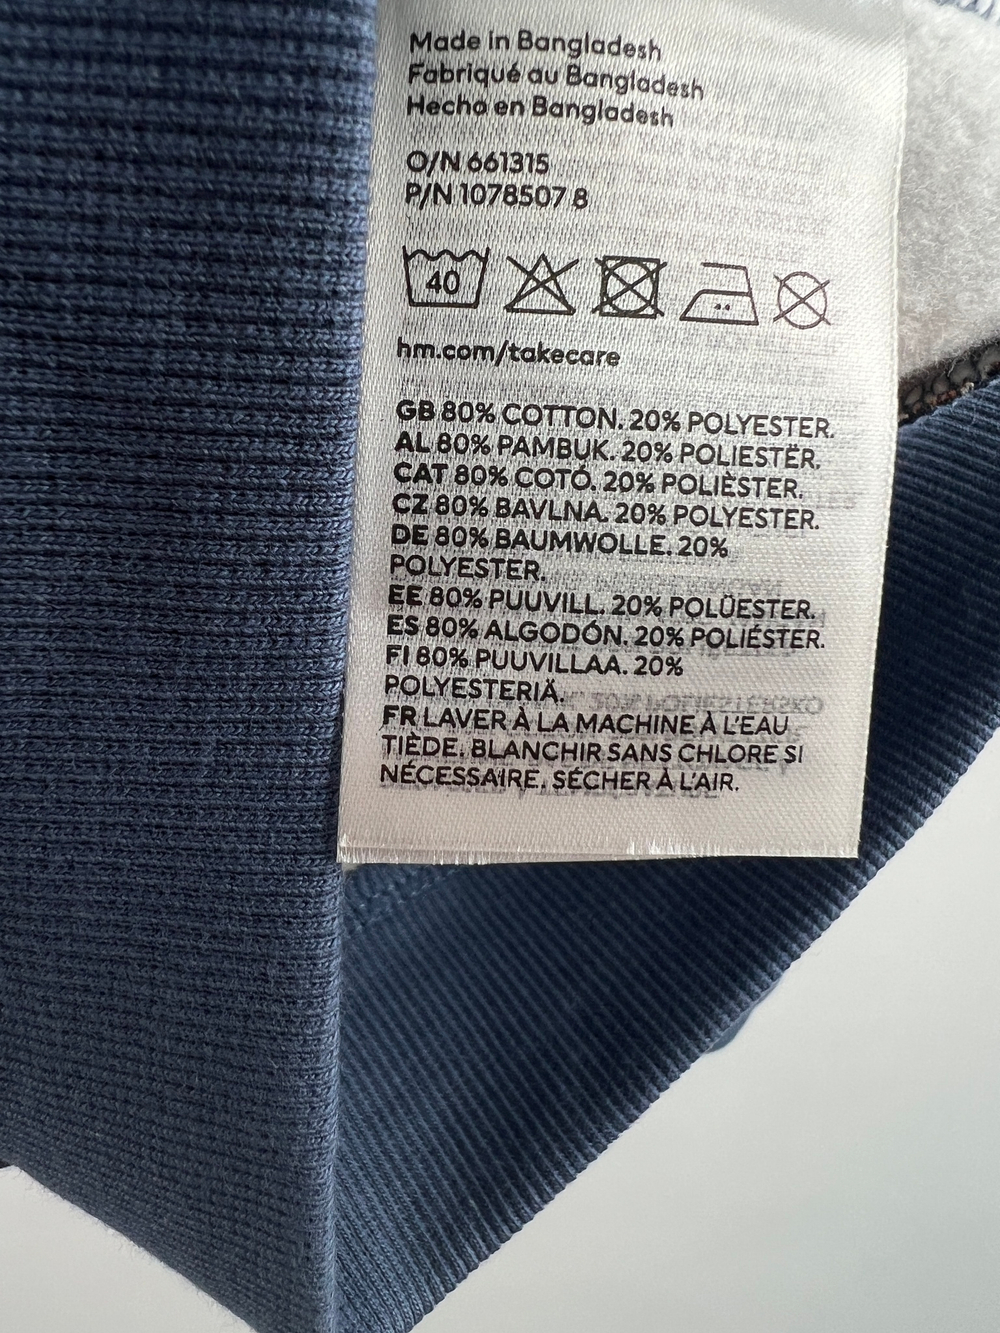 Made in Bangladesh
Fabriqué au Bangladesh
Hecho en Bangladesh
O/N 661315
P/N 1078507 8
40
hm.com/takecare
GB 80% COTTON. 20% POLYESTER.
AL 80% PAMBUK. 20% POLIESTËR.
CAT 80% COTÓ. 20% POLIÈSTER.
CZ 80% BAVLNA. 20% POLYESTER.
DE 80% BAUMWOLLE. 20%
POLYESTER.
EE 80% PUUVILL. 20% POLÜESTER.
ES 80% ALGODÓN. 20% POLIÉSTER.
FI 80% PUUVILLAA. 20%
POLYESTERIÄ.
FR LAVER À LA MACHINE À L'EAU
TIÈDE. BLANCHIR SANS CHLORE SI
NÉCESSAIRE. SÉCHER À L'AIR.